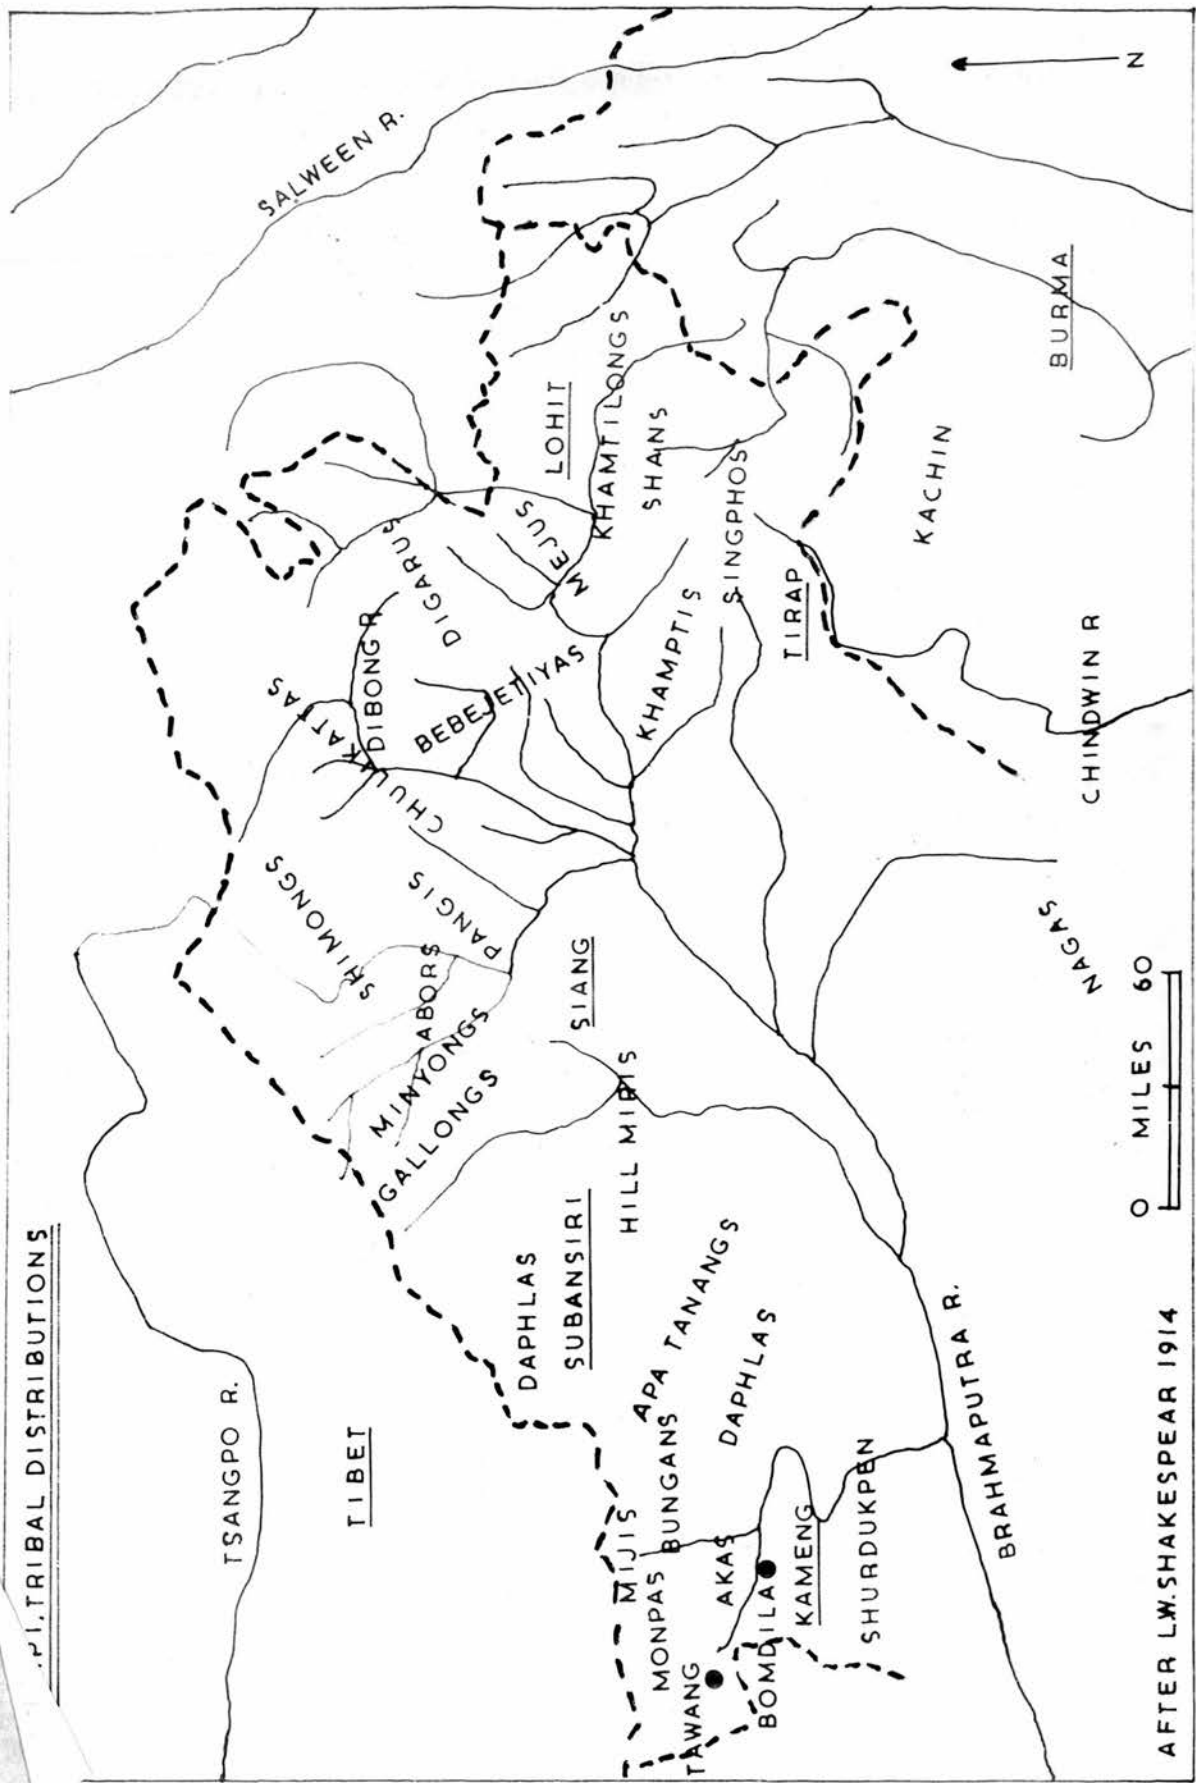 TRIBAL DISTRIBUTIONS
TSANGPO R.
TIBET
SALWEEN R.
N
SHIMONGS
CHULIKATTAS
DIBONG R
DIGARUS
BEBEJETIYAS
MEJUS
LOHIT
KHAMTILONGS
SHANS
PANGIS
ABORS
MINYONGS
GALLONGS
SIANG
KHAMPTIS
SINGPHOS
TIRAP
KACHIN
BURMA
CHINDWIN R
NAGAS
DAPHLAS
SUBANSIRI
HILL MIRIS
APA TANANGS
DAPHLAS
MIJIS
MONPAS
BUNGANS
TAWANG
AKAS
BOMDILA
KAMENG
SHURDUKPEN
BRAHMAPUTRA R.
0 MILES 60
AFTER L.W.SHAKESPEAR 1914